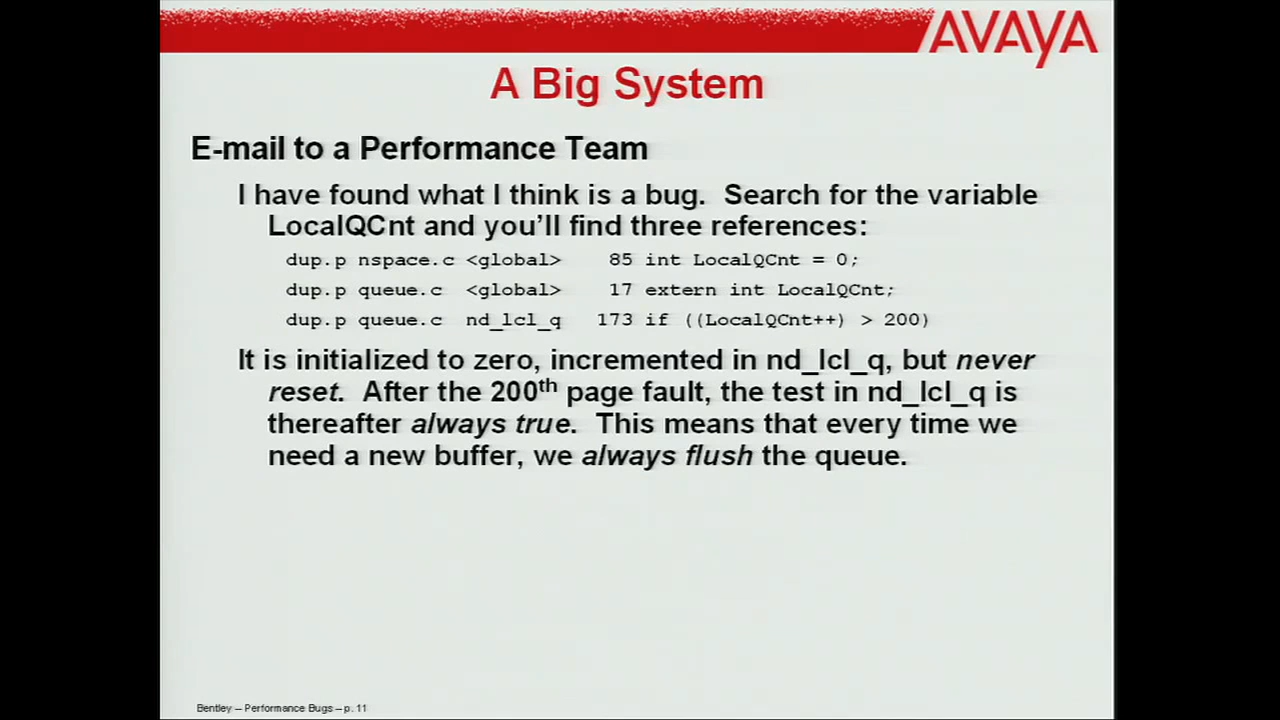 AVAYA
A Big System
E-mail to a Performance Team
I have found what I think is a bug.  Search for the variable
LocalQCnt and you'll find three references:
dup.p nspace.c <global>    85 int LocalQCnt = 0;
dup.p queue.c  <global>    17 extern int LocalQCnt;
dup.p queue.c  nd_lcl_q   173 if ((LocalQCnt++) > 200)
It is initialized to zero, incremented in nd_lcl_q, but never
reset.  After the 200th page fault, the test in nd_lcl_q is
thereafter always true.  This means that every time we
need a new buffer, we always flush the queue.
Bentley – Performance Bugs – p. 11